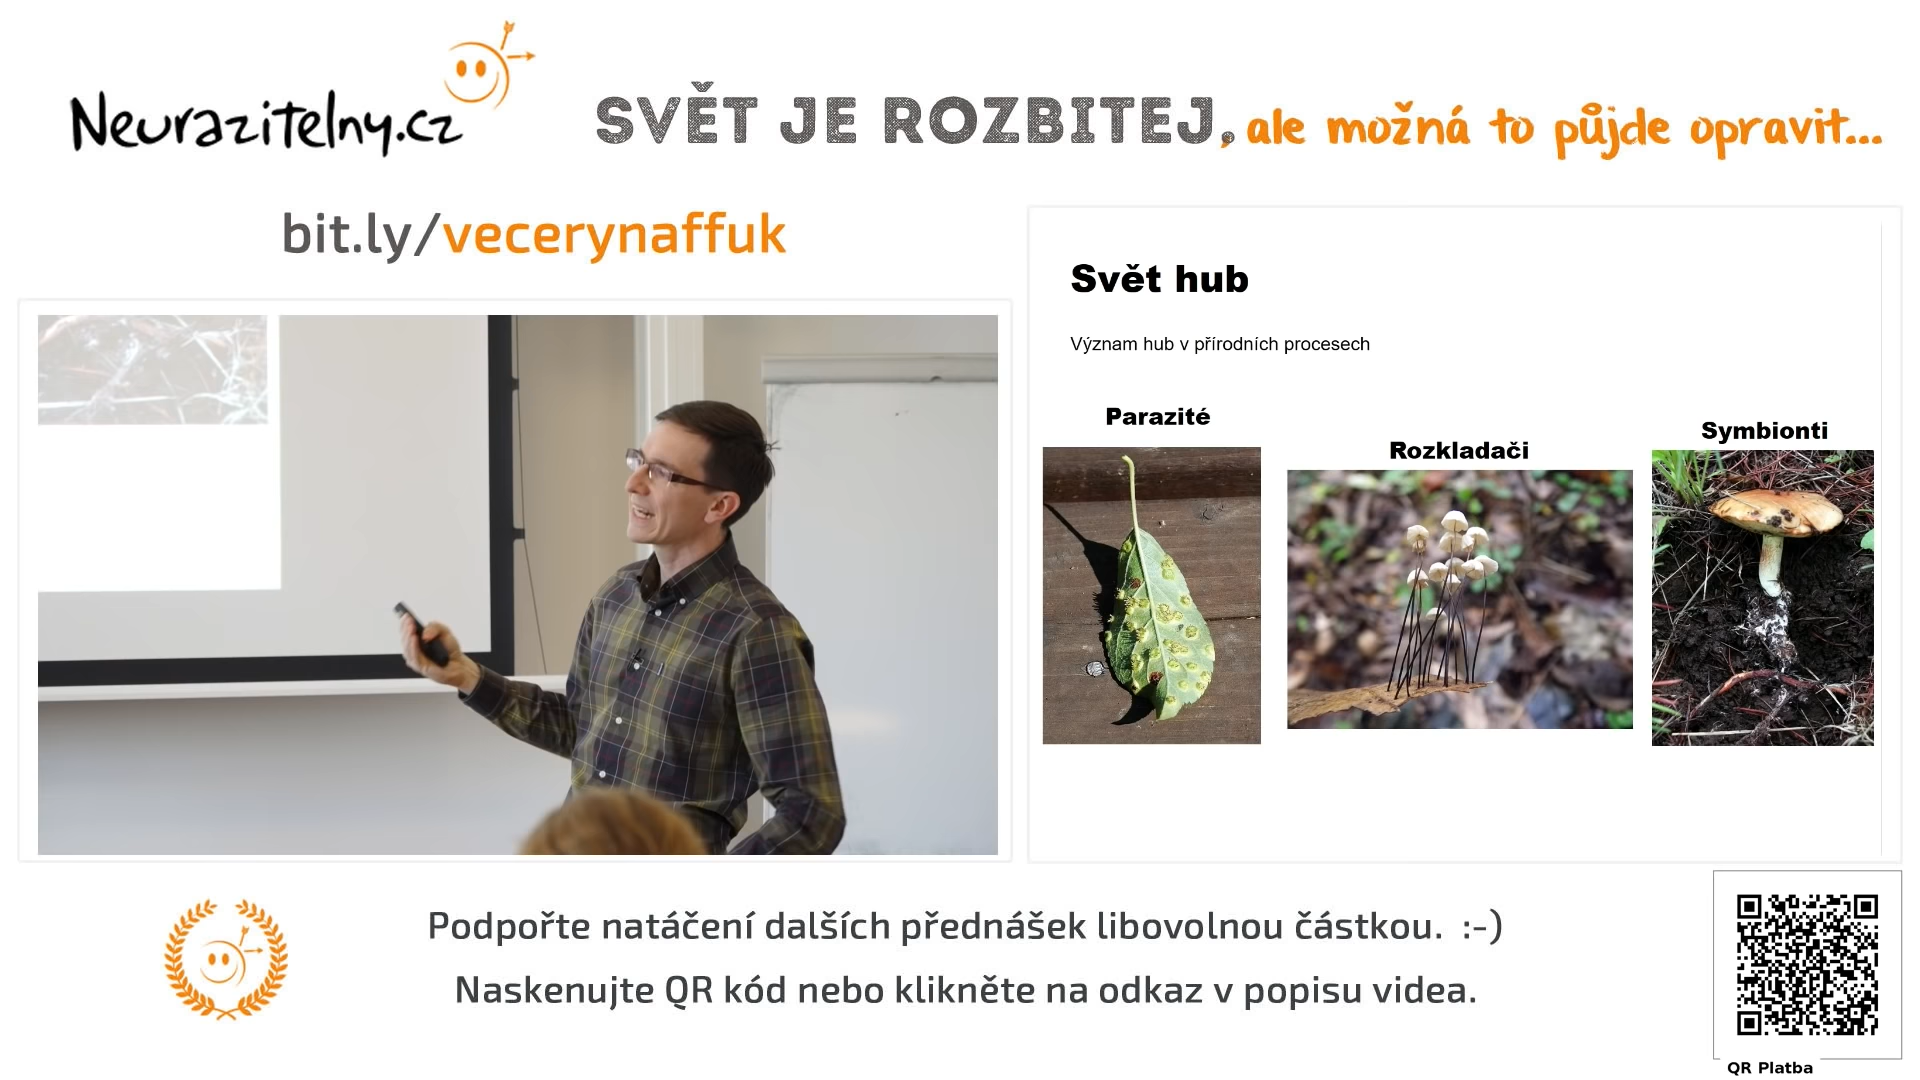 Neurazitelny.cz
SVĚT JE ROZBITEJ, ale možná to půjde opravit...
bit.ly/vecerynaffuk
Svět hub
Význam hub v přírodních procesech
Parazité
Rozkladači
Symbionti
Podpořte natáčení dalších přednášek libovolnou částkou. :-)
Naskenujte QR kód nebo klikněte na odkaz v popisu videa.
QR Platba